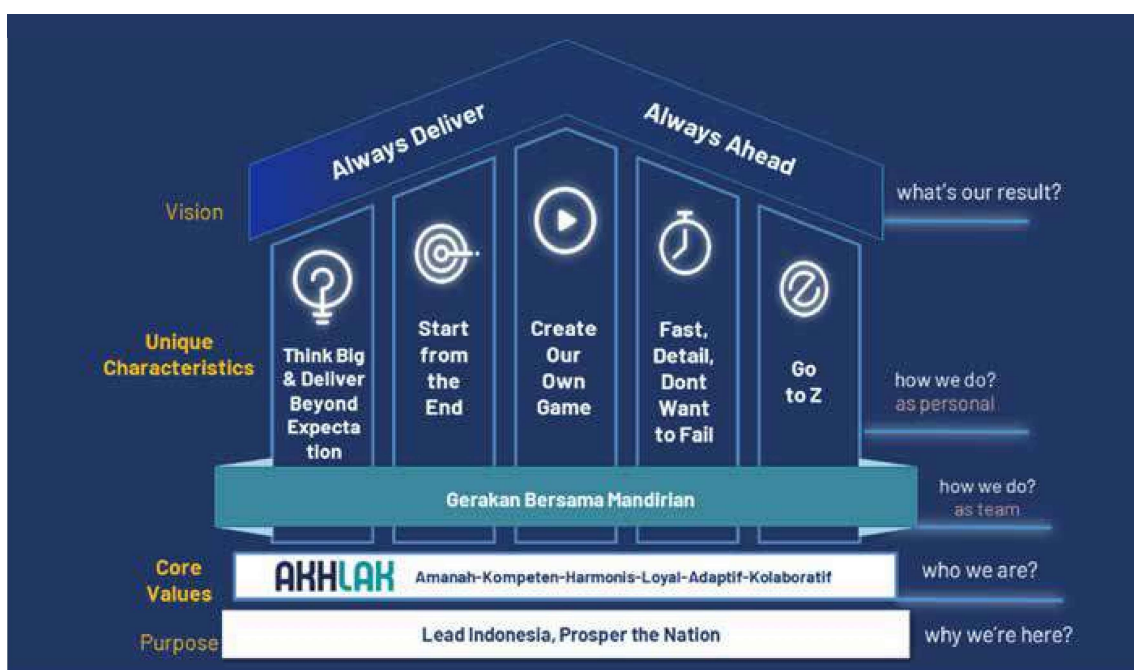 Always Deliver
Always Ahead
Vision
what's our result?
Unique
Characteristics
Think Big
& Deliver
Beyond
Expecta
tion
Start
from
the
End
Create
Our
Own
Game
Fast,
Detail,
Dont
Want
to Fail
Go
to Z
how we do?
as personal
Gerakan Bersama Mandirian
how we do?
as team
Core
Values
AKHLAK
Amanah-Kompeten-Harmonis-Loyal-Adaptif-Kolaboratif
who we are?
Purpose
Lead Indonesia, Prosper the Nation
why we're here?